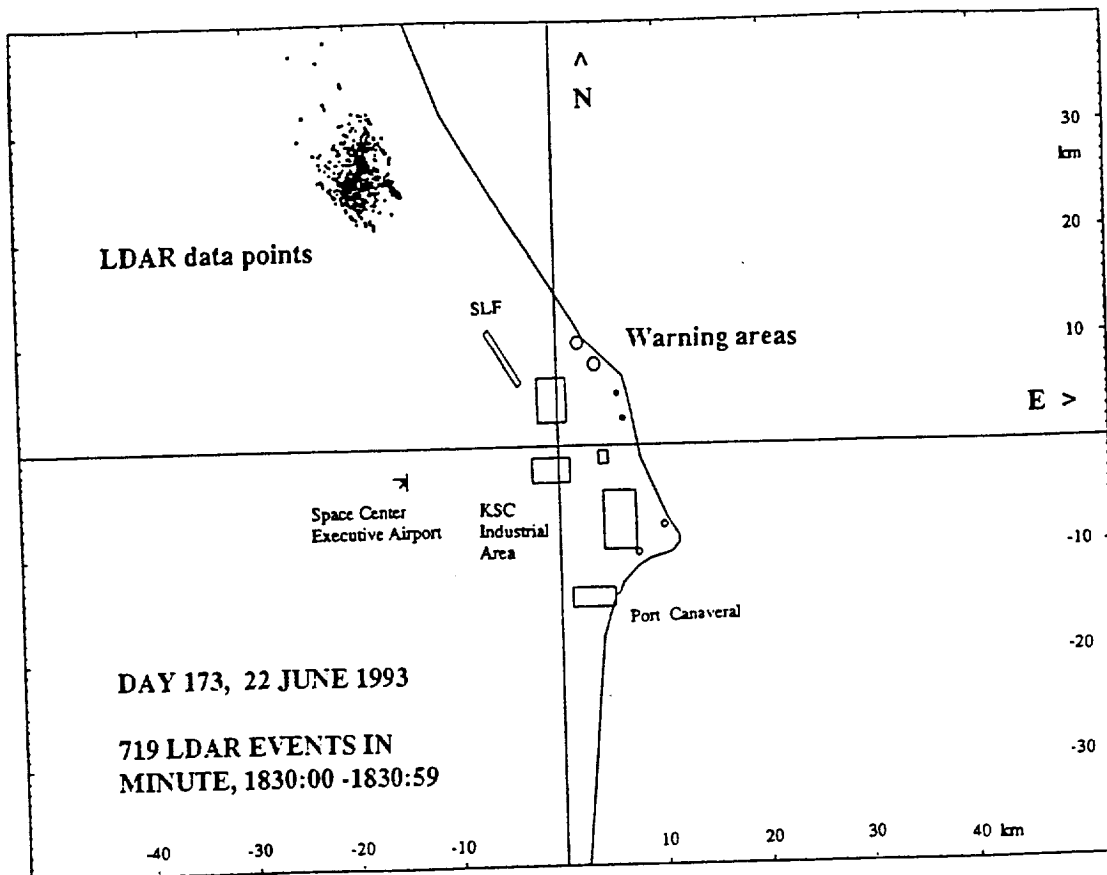 ^
N
30
km
20
LDAR data points
SLF
Warning areas
10
E >
Space Center
Executive Airport
KSC
Industrial
Area
-10
Port Canaveral
-20
DAY 173, 22 JUNE 1993
719 LDAR EVENTS IN
MINUTE, 1830:00 -1830:59
-30
-40 -30 -20 -10 10 20 30 40 km